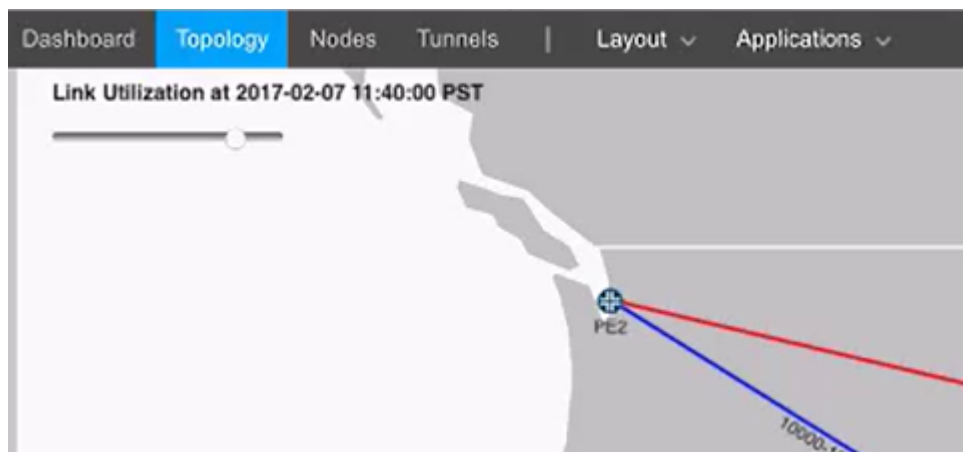 Dashboard Topology Nodes Tunnels | Layout Applications
Link Utilization at 2017-02-07 11:40:00 PST
PE2